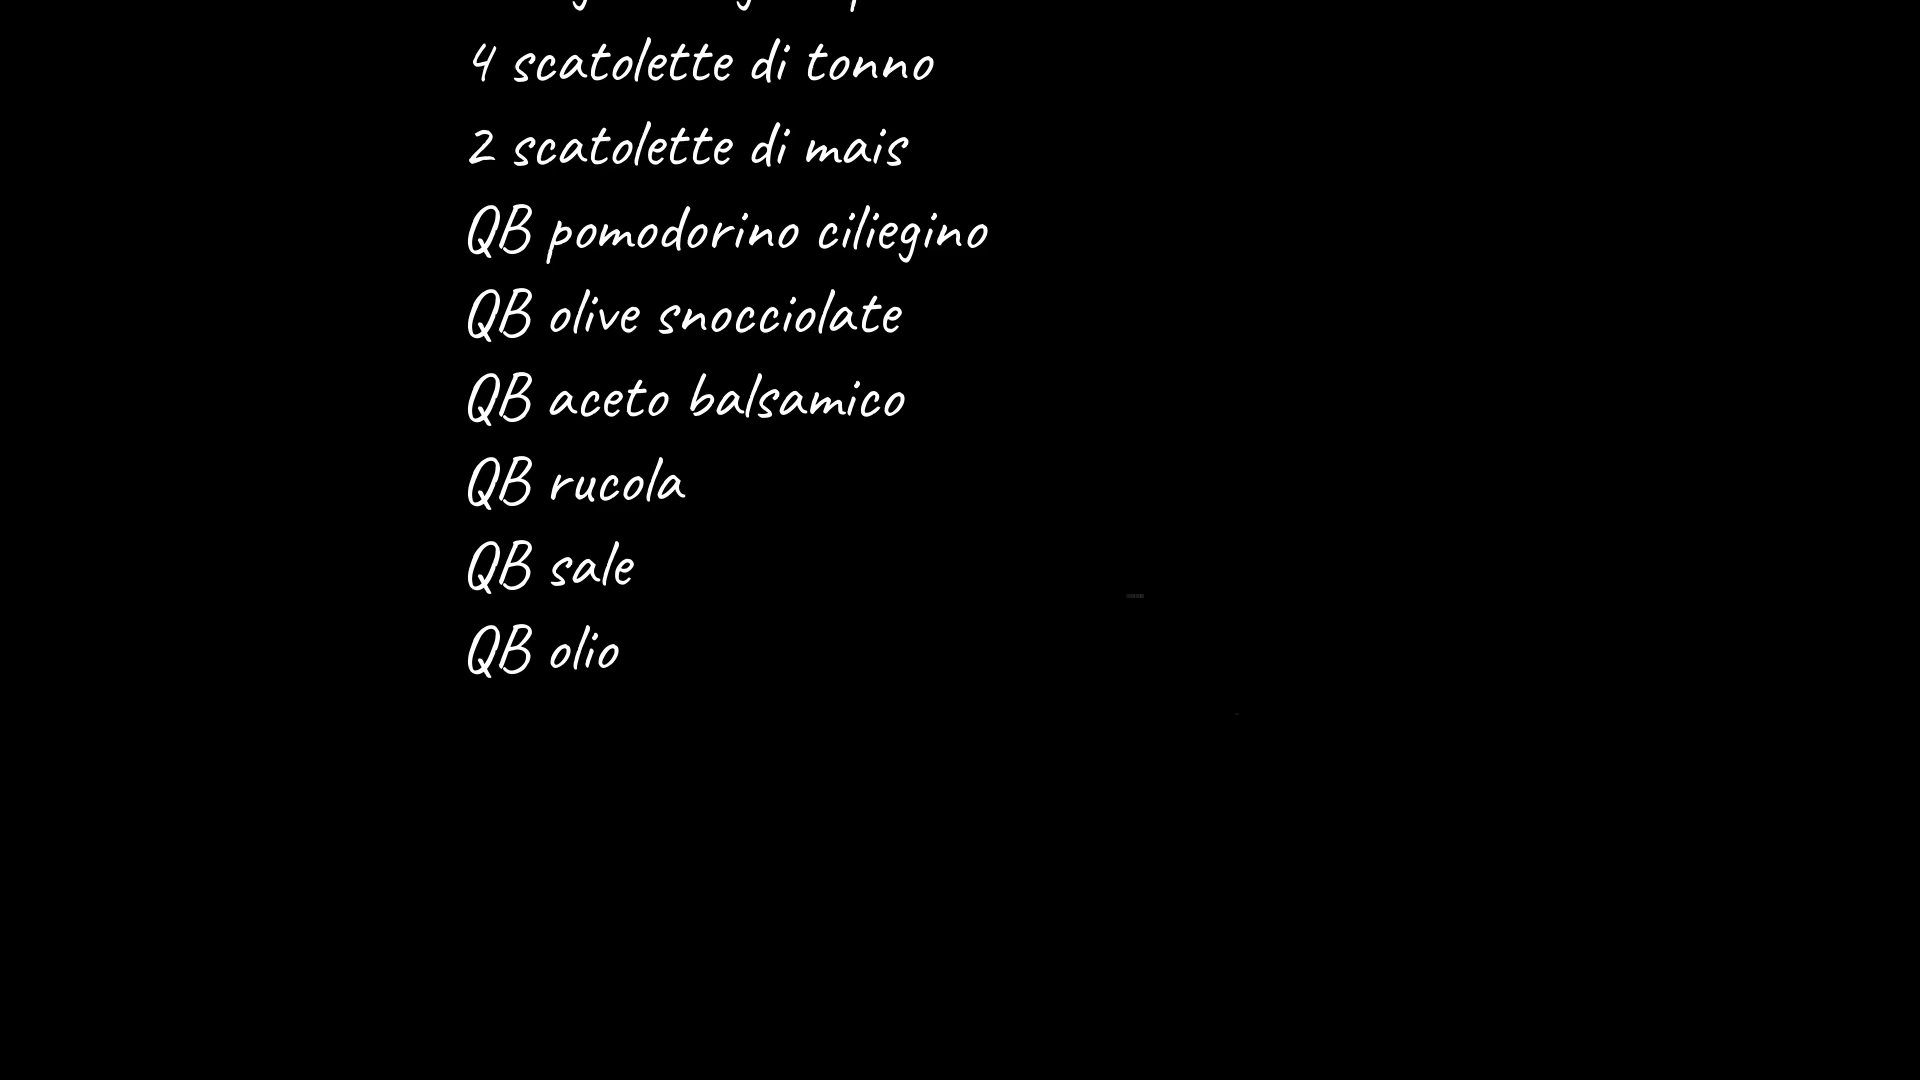 4 scatolette di tonno
2 scatolette di mais
QB pomodorino ciliegino
QB olive snocciolate
QB aceto balsamico
QB rucola
QB sale
QB olio